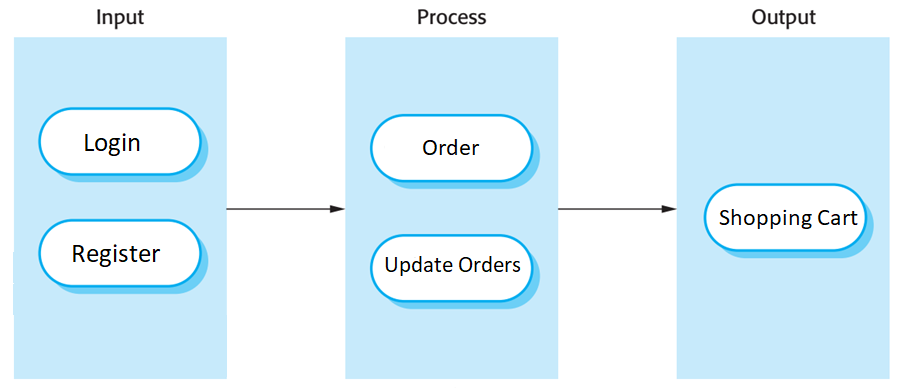 Input
Process
Output
Login
Register
Order
Update Orders
Shopping Cart